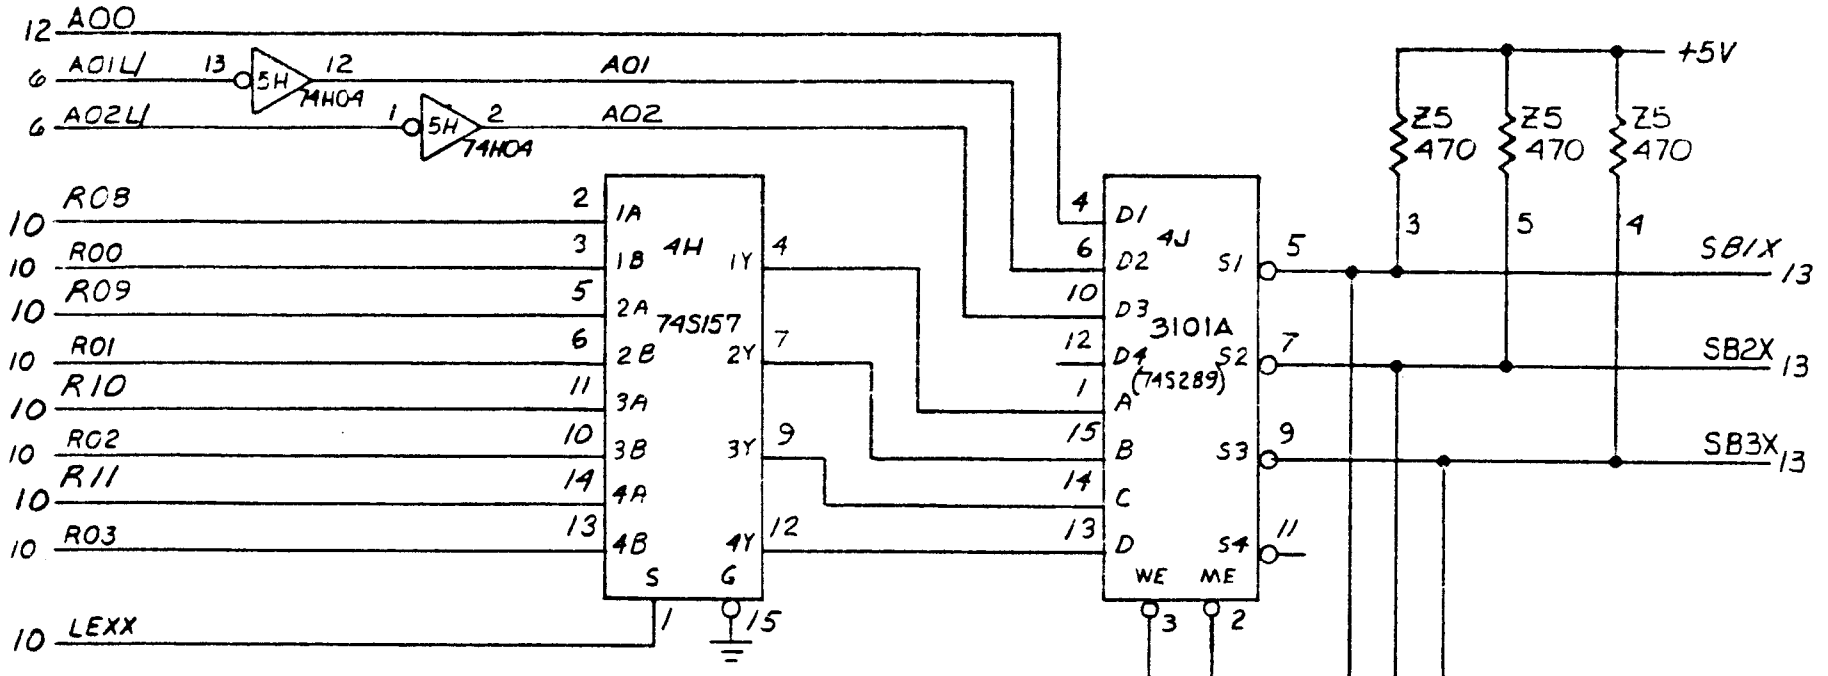 12 A00
6 A01L/ 13 5H 12 74H04 A01
6 A02L/ 1 5H 2 74H04 A02
+5V
Z5 470 Z5 470 Z5 470
3 5 4
10 R08 2 1A
10 R00 3 1B
10 R09 5 2A
10 R01 6 2B
10 R10 11 3A
10 R02 10 3B
10 R11 14 4A
10 R03 13 4B
10 LEXX 1 S
G 15
4H
74S157
1Y 4
2Y 7
3Y 9
4Y 12
4 D1
6 D2
10 D3
12 D4
1 A
15 B
14 C
13 D
4J
3101A
(74S289)
WE 3
ME 2
S1 5 SB1X 13
S2 7 SB2X 13
S3 9 SB3X 13
S4 11